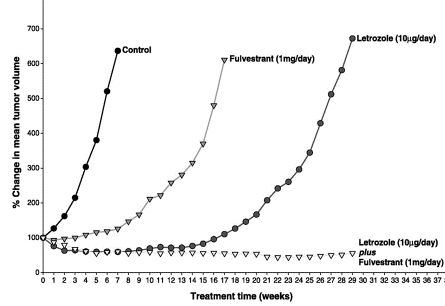 700
600
500
400
300
200
100
0
% Change in mean tumor volume
Control
Fulvestrant (1mg/day)
Letrozole (10µg/day)
Letrozole (10µg/day)
plus
Fulvestrant (1mg/day)
0 1 2 3 4 5 6 7 8 9 10 11 12 13 14 15 16 17 18 19 20 21 22 23 24 25 26 27 28 29 30 31 32 33 34 35 36 37
Treatment time (weeks)